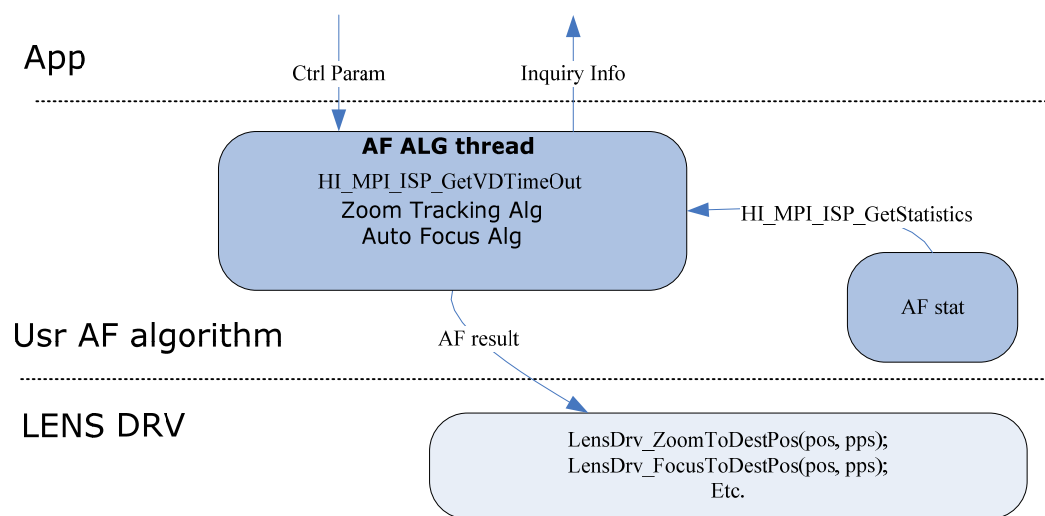 App
Ctrl Param
Inquiry Info
AF ALG thread
HI_MPI_ISP_GetVDTimeOut
Zoom Tracking Alg
Auto Focus Alg
HI_MPI_ISP_GetStatistics
AF stat
Usr AF algorithm
AF result
LENS DRV
LensDrv_ZoomToDestPos(pos, pps);
LensDrv_FocusToDestPos(pos, pps);
Etc.